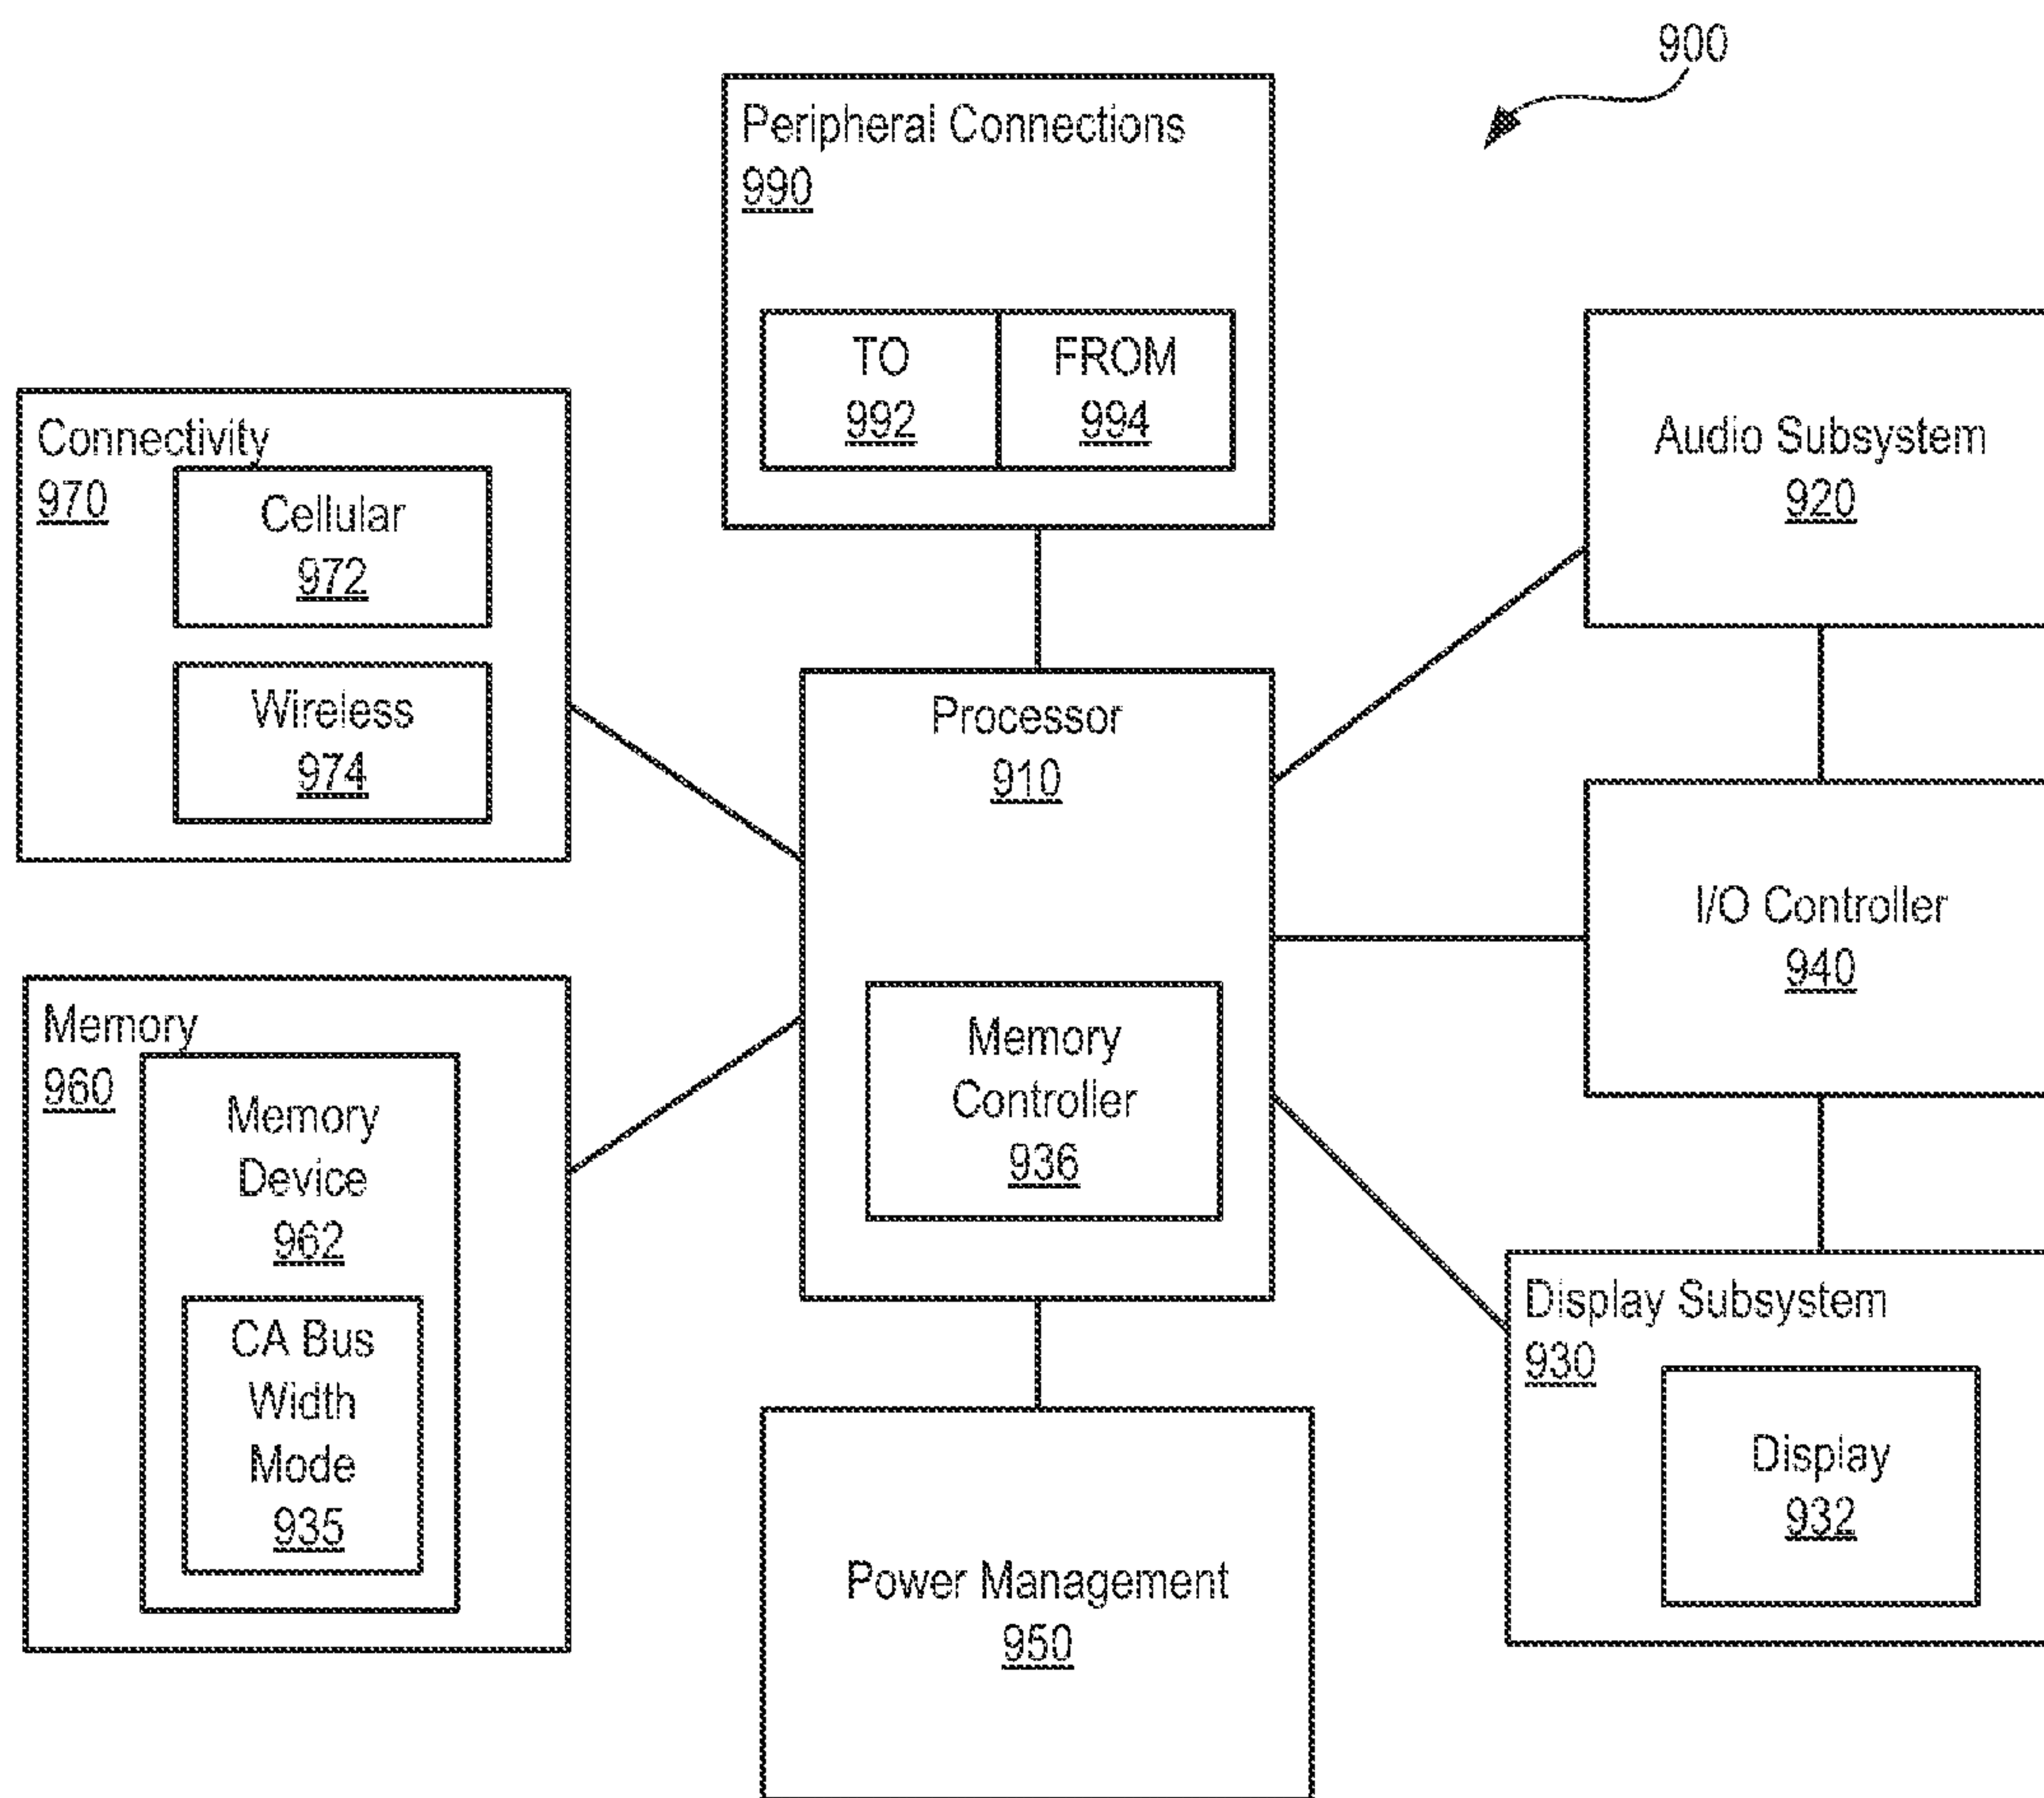 900
Peripheral Connections
990
TO
992
FROM
994
Connectivity
970
Cellular
972
Wireless
974
Audio Subsystem
920
Processor
910
Memory
Controller
936
I/O Controller
940
Memory
960
Memory
Device
962
CA Bus
Width
Mode
935
Display Subsystem
930
Display
932
Power Management
950